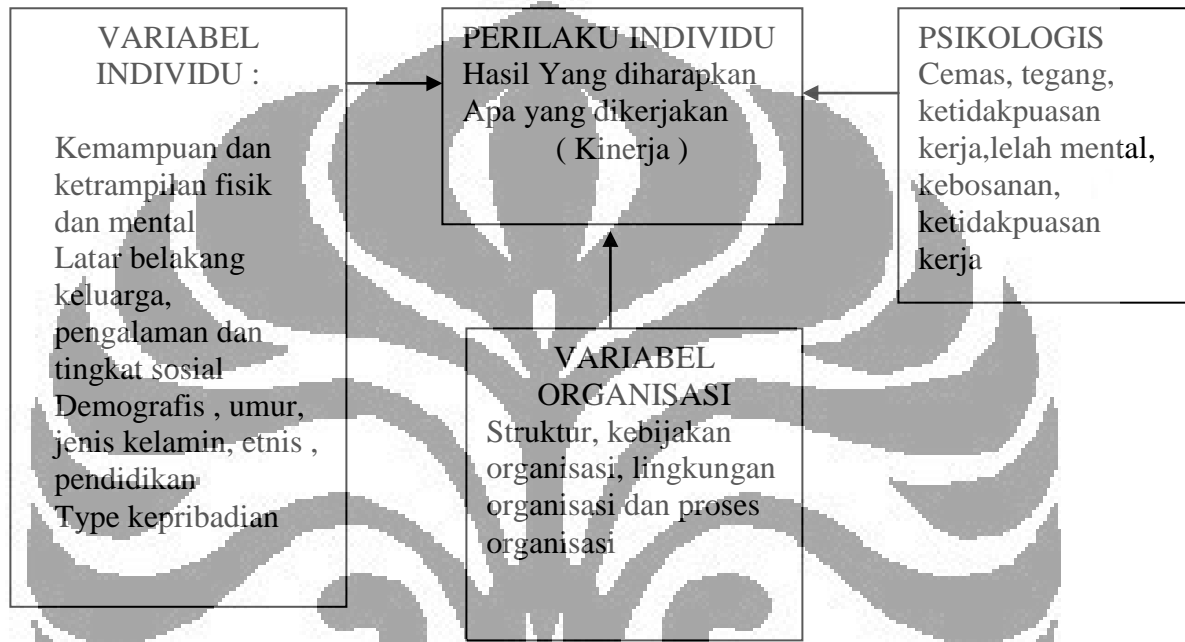 VARIABEL
INDIVIDU :
Kemampuan dan
ketrampilan fisik
dan mental
Latar belakang
keluarga,
pengalaman dan
tingkat sosial
Demografis , umur,
jenis kelamin, etnis ,
pendidikan
Type kepribadian
PERILAKU INDIVIDU
Hasil Yang diharapkan
Apa yang dikerjakan
( Kinerja )
PSIKOLOGIS
Cemas, tegang,
ketidakpuasan
kerja,lelah mental,
kebosanan,
ketidakpuasan
kerja
VARIABEL
ORGANISASI
Struktur, kebijakan
organisasi, lingkungan
organisasi dan proses
organisasi